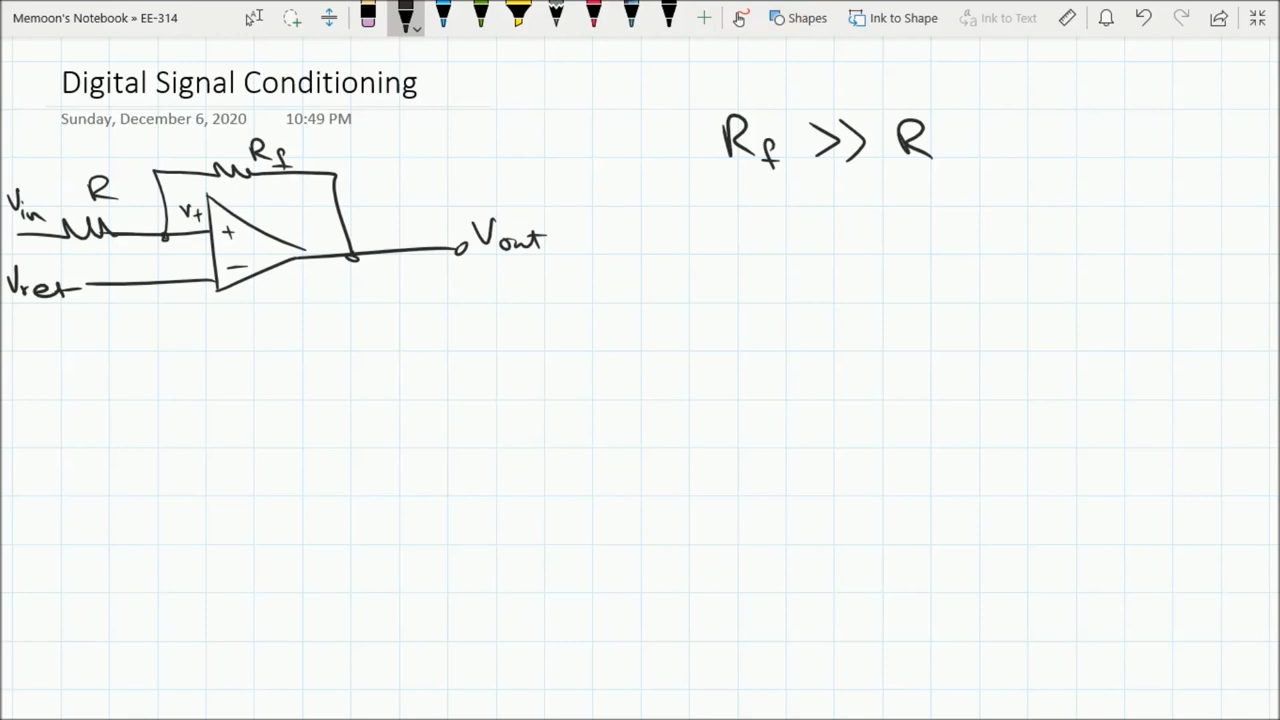 Memoon's Notebook » EE-314
Shapes
Ink to Shape
Ink to Text
Digital Signal Conditioning
Sunday, December 6, 2020 10:49 PM
Rf >> R
Rf
R
Vin
V+
+
Vout
−
Vref